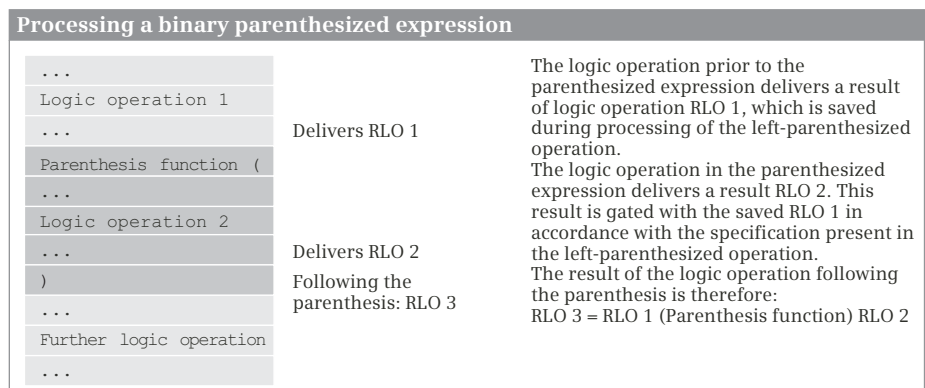 Processing a binary parenthesized expression
...
Logic operation 1
...
Parenthesis function (
...
Logic operation 2
...
)
...
Further logic operation
...
Delivers RLO 1
Delivers RLO 2
Following the
parenthesis: RLO 3
The logic operation prior to the
parenthesized expression delivers a result
of logic operation RLO 1, which is saved
during processing of the left-parenthesized
operation.
The logic operation in the parenthesized
expression delivers a result RLO 2. This
result is gated with the saved RLO 1 in
accordance with the specification present in
the left-parenthesized operation.
The result of the logic operation following
the parenthesis is therefore:
RLO 3 = RLO 1 (Parenthesis function) RLO 2